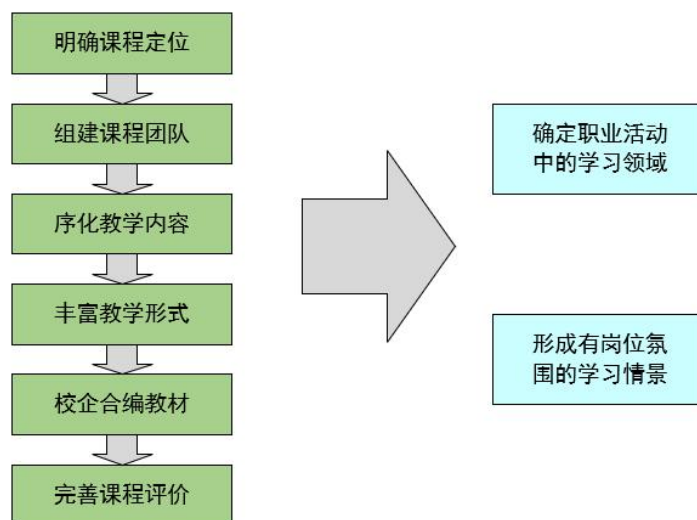 明确课程定位
组建课程团队
序化教学内容
丰富教学形式
校企合编教材
完善课程评价
确定职业活动
中的学习领域
形成有岗位氛
围的学习情景